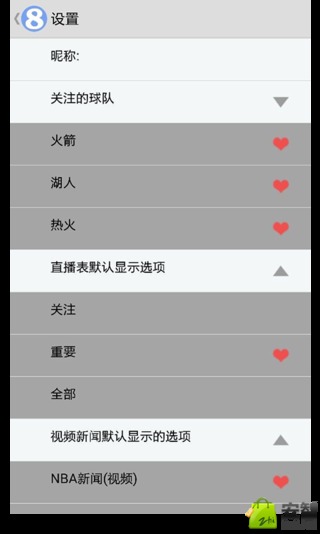 8 设置
昵称:
关注的球队
火箭
湖人
热火
直播表默认显示选项
关注
重要
全部
视频新闻默认显示的选项
NBA新闻(视频)